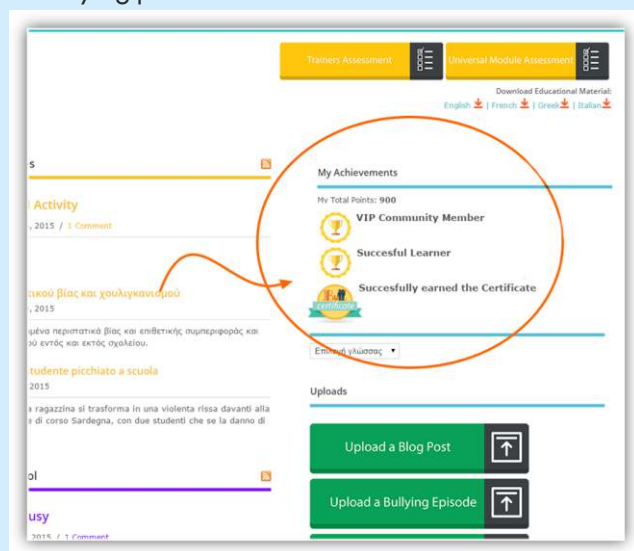 Trainers Assessment
Universal Module Assessment
Download Educational Material:
English | French | Greek | Italian
s
Activity
, 2015 / 1 Comment
τικού βίας και χουλιγκανισμού
, 2015
μένα περιστατικά βίας και επιθετικής συμπεριφοράς και
ού εντός και εκτός σχολείου.
tudente picchiato a scuola
2015
a ragazzina si trasforma in una violenta rissa davanti alla
e di corso Sardegna, con due studenti che se la danno di
ol
usy
2015 / 1 Comment
My Achievements
My Total Points: 900
VIP Community Member
Succesful Learner
Succesfully earned the Certificate
certificate
Επιλογή γλώσσας
Uploads
Upload a Blog Post
Upload a Bullying Episode